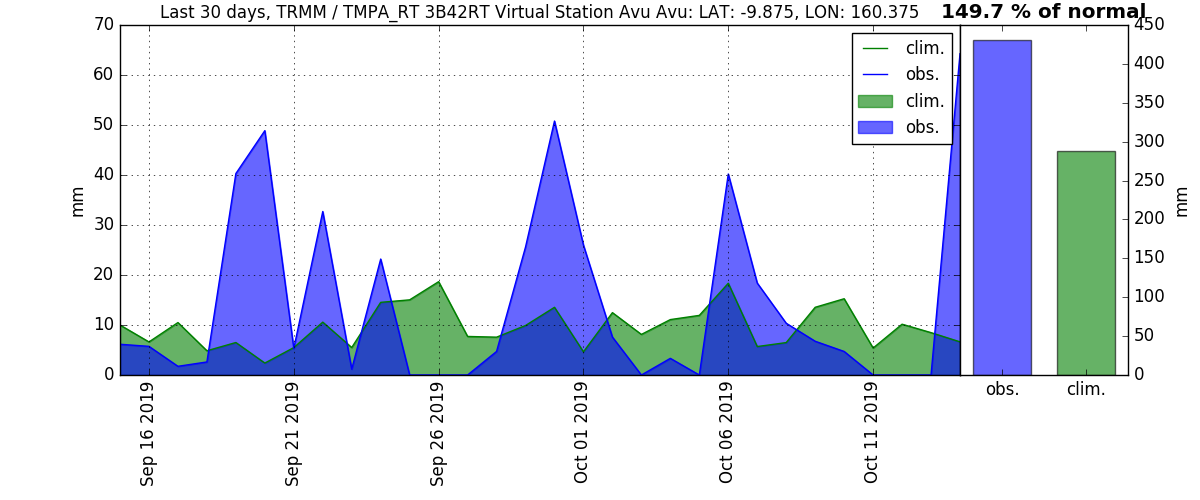 Last 30 days, TRMM / TMPA_RT 3B42RT Virtual Station Avu Avu: LAT: -9.875, LON: 160.375
149.7 % of normal
70
60
50
40
30
20
10
0
mm
clim.
obs.
clim.
obs.
Sep 16 2019
Sep 21 2019
Sep 26 2019
Oct 01 2019
Oct 06 2019
Oct 11 2019
450
400
350
300
250
200
150
100
50
0
mm
obs.
clim.